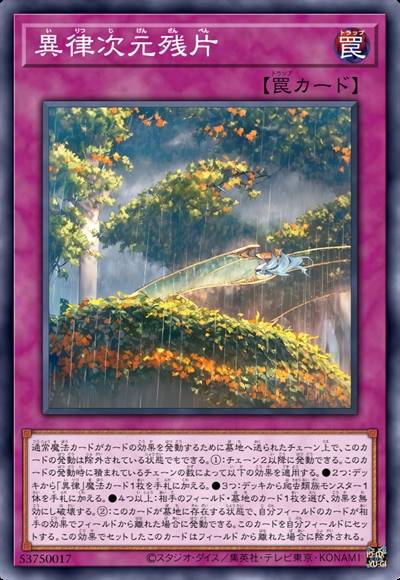 異律次元残片
罠
【罠カード】
通常魔法カードがカードの効果を発動するために墓地へ送られたチェーン上で、このカ
ードの発動は除外されている状態でもできる。①:チェーン2以降に発動できる。このカー
ドの発動時に積まれているチェーンの数によって以下の効果を適用する。●2つ:デッ
キから「異律」魔法カード1枚を手札に加える。●3つ:デッキから爬虫類族モンスター1
体を手札に加える。●4つ以上:相手のフィールド・墓地のカード1枚を選び、効果を無
効にし破壊する。②:このカードが墓地に存在する状態で、自分フィールドのカードが相
手の効果でフィールドから離れた場合に発動できる。このカードを自分フィールドにセッ
トする。この効果でセットしたこのカードはフィールドから離れた場合に除外される。
53750017
©スタジオ・ダイス/集英社・テレビ東京・KONAMI